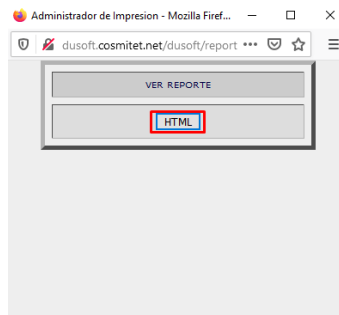 Administrador de Impresion - Mozilla Firef...
dusoft.cosmitet.net/dusoft/report
VER REPORTE
HTML